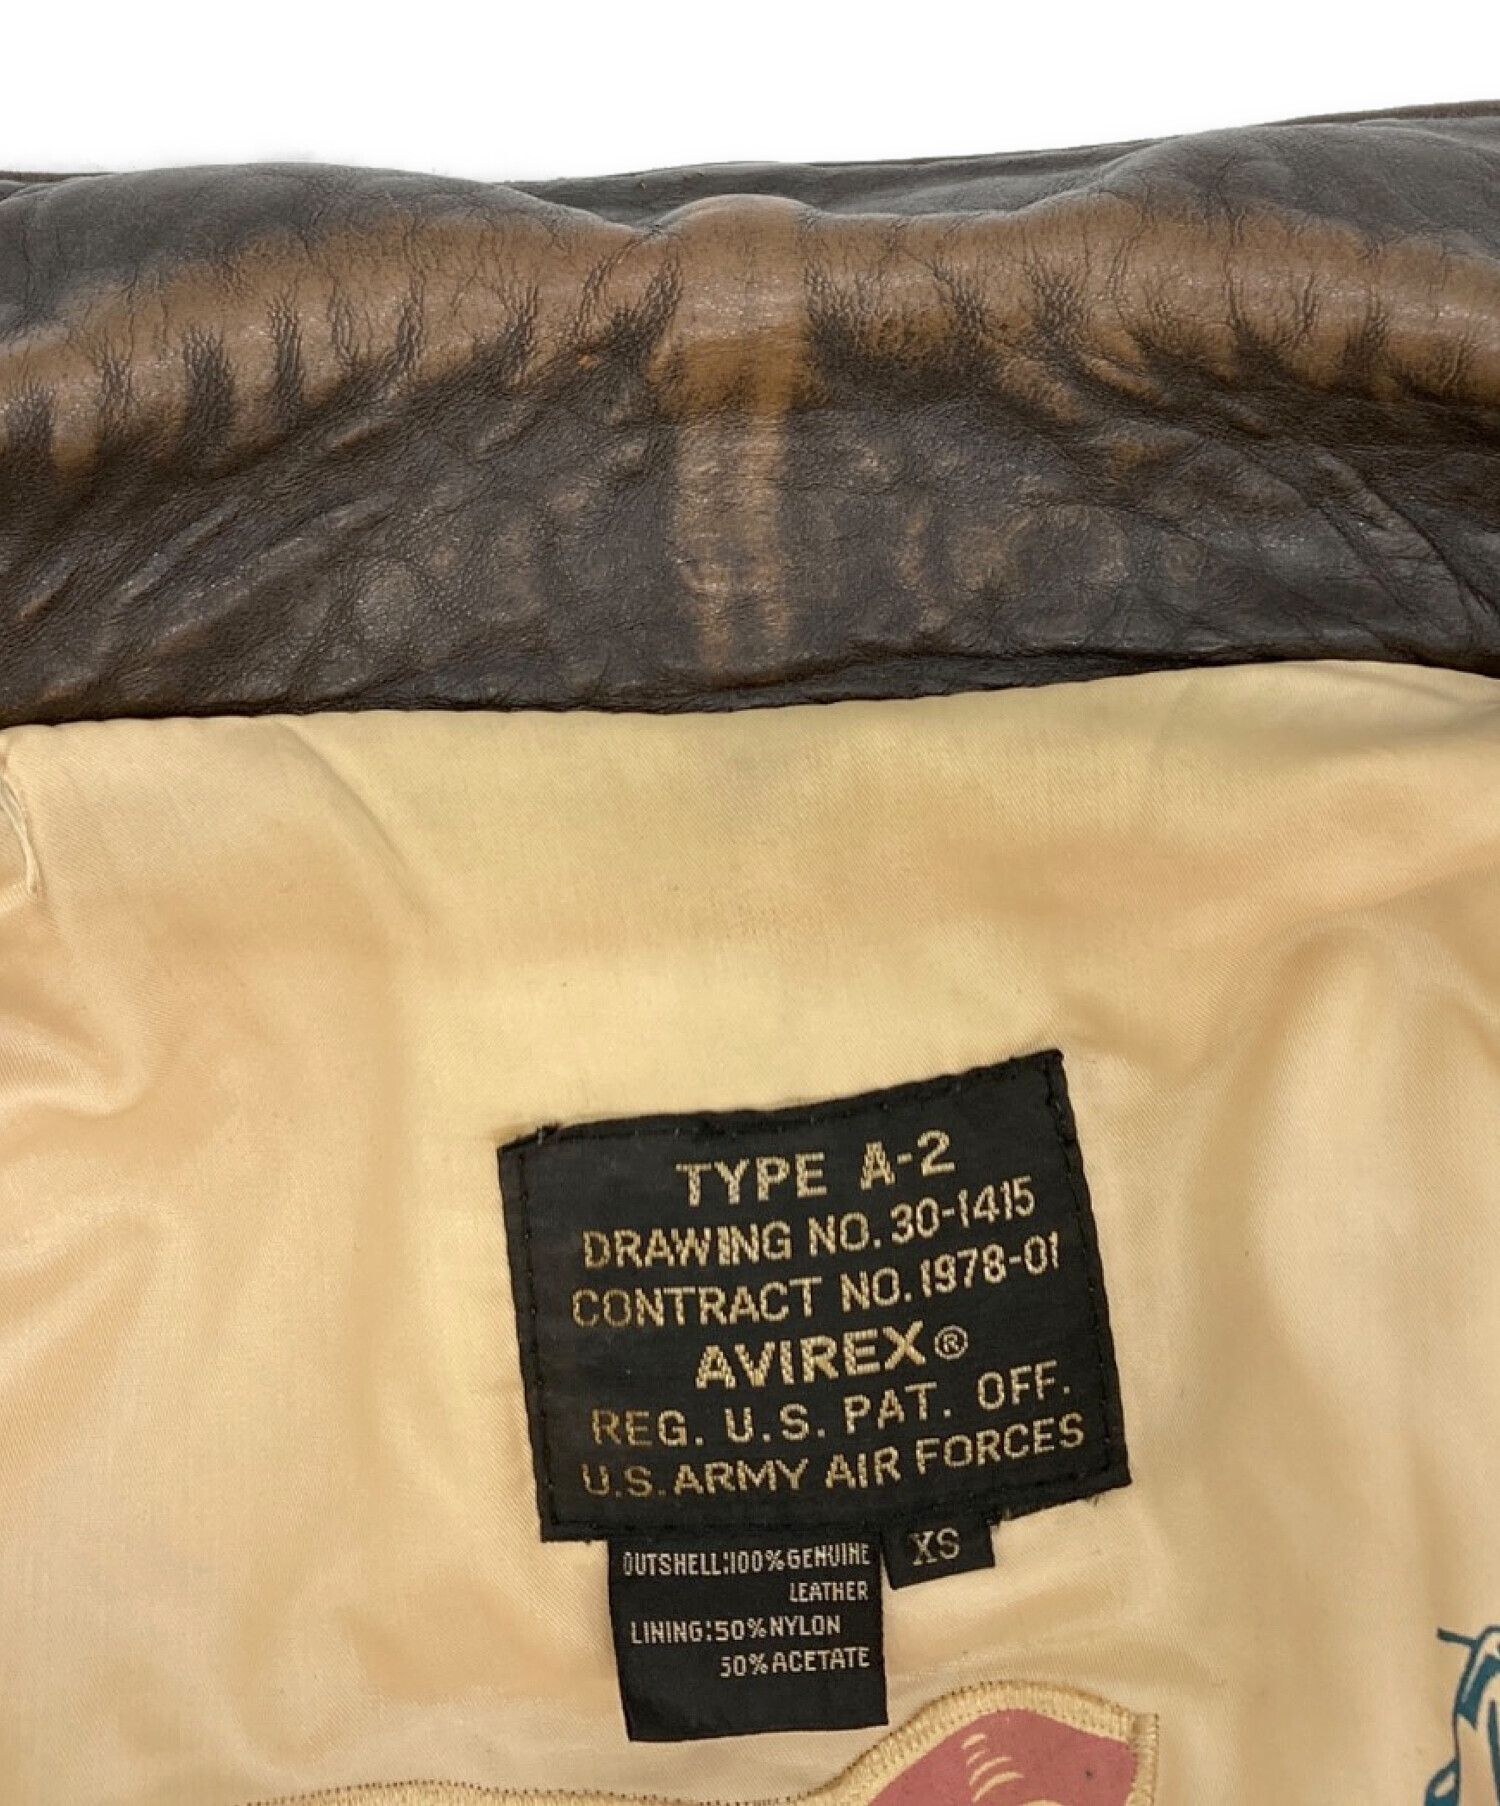 TYPE A-2
DRAWING NO. 30-1415
CONTRACT NO. 1978-01
AVIREX®
REG. U.S. PAT. OFF.
U.S. ARMY AIR FORCES
XS
OUTSHELL:100%GENUINE
LEATHER
LINING:50%NYLON
50%ACETATE